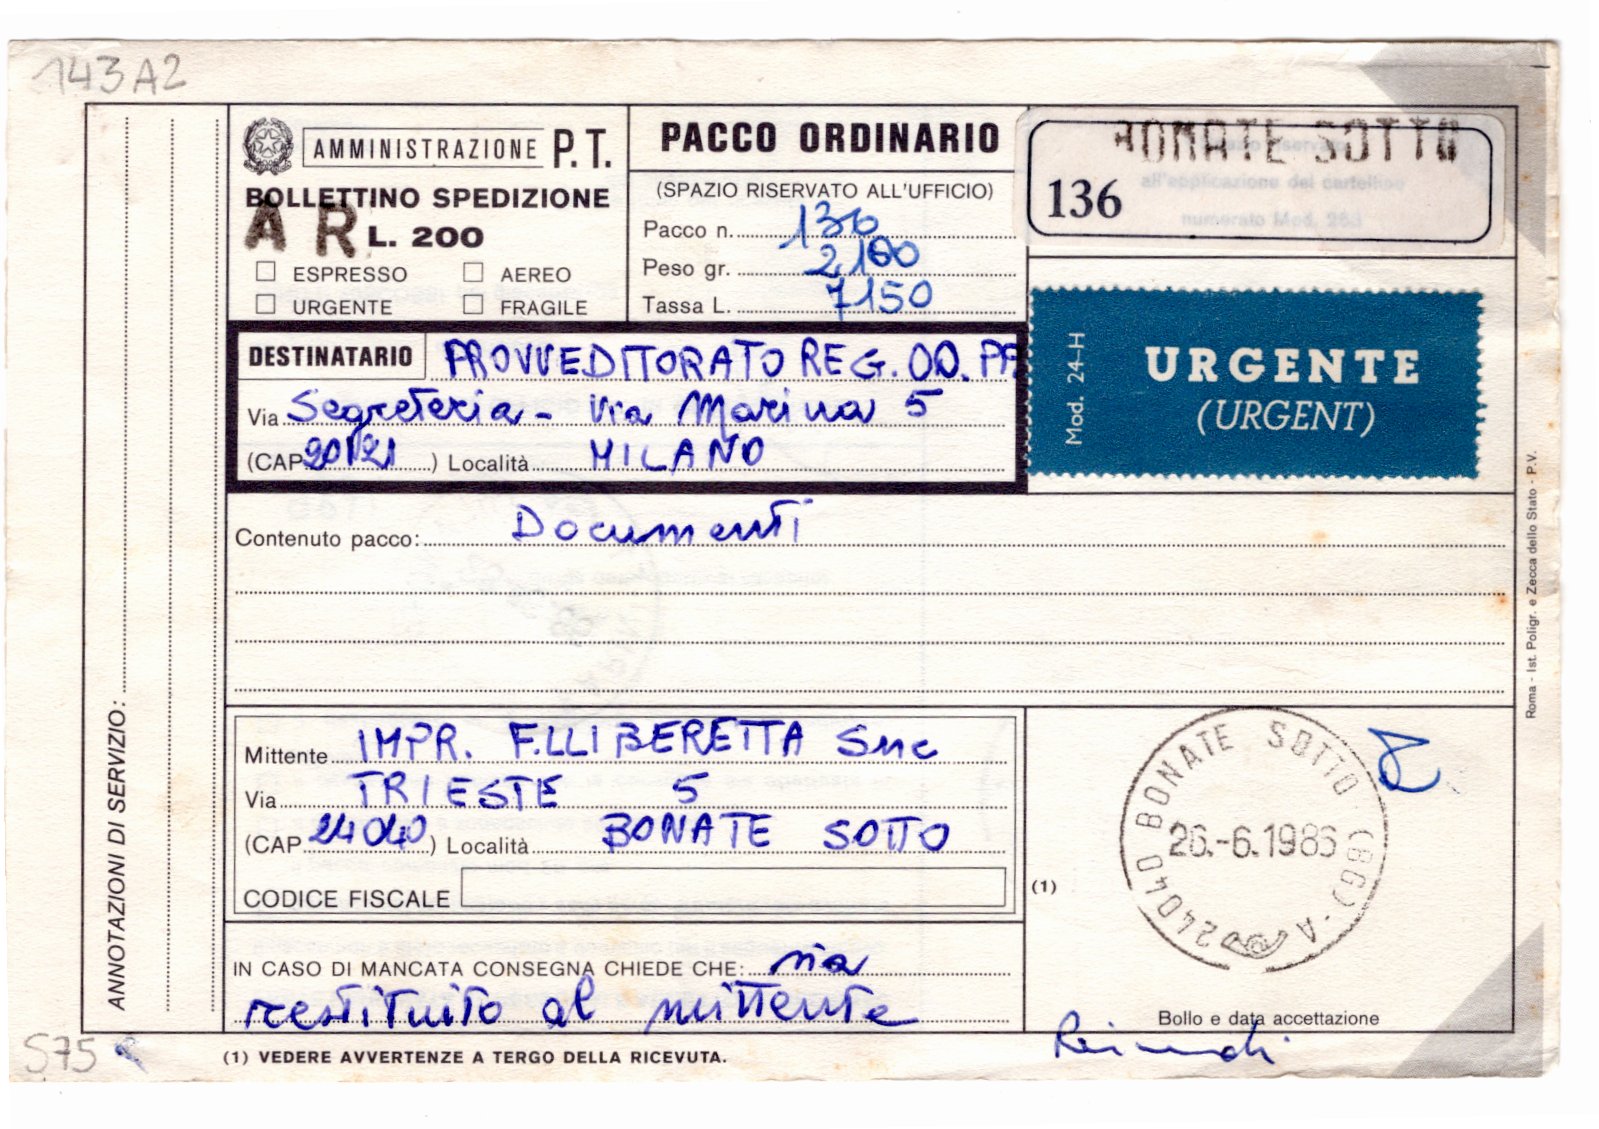 143A2
AMMINISTRAZIONE P.T.
BOLLETTINO SPEDIZIONE
A R L. 200
ESPRESSO AEREO
URGENTE FRAGILE
PACCO ORDINARIO
(SPAZIO RISERVATO ALL'UFFICIO)
Pacco n. 136
Peso gr. 2,100
Tassa L. 7150
BONATE SOTTO
136
Mod. 24-H
URGENTE
(URGENT)
DESTINATARIO PROVVEDITORATO REG. OO. PP
Via Segreteria - Via Marina 5
(CAP 20121) Località MILANO
Contenuto pacco: Documenti
Mittente IMPR. F.LLI BERETTA Snc
Via TRIESTE 5
(CAP 24040) Località BONATE SOTTO
CODICE FISCALE
IN CASO DI MANCATA CONSEGNA CHIEDE CHE: sia
restituito al mittente
(1)
24040 BONATE SOTTO (BG) - A
26.-6.1986
Bollo e data accettazione
ANNOTAZIONI DI SERVIZIO:
Roma - Ist. Poligr. e Zecca dello Stato - P.V.
S75
(1) VEDERE AVVERTENZE A TERGO DELLA RICEVUTA.